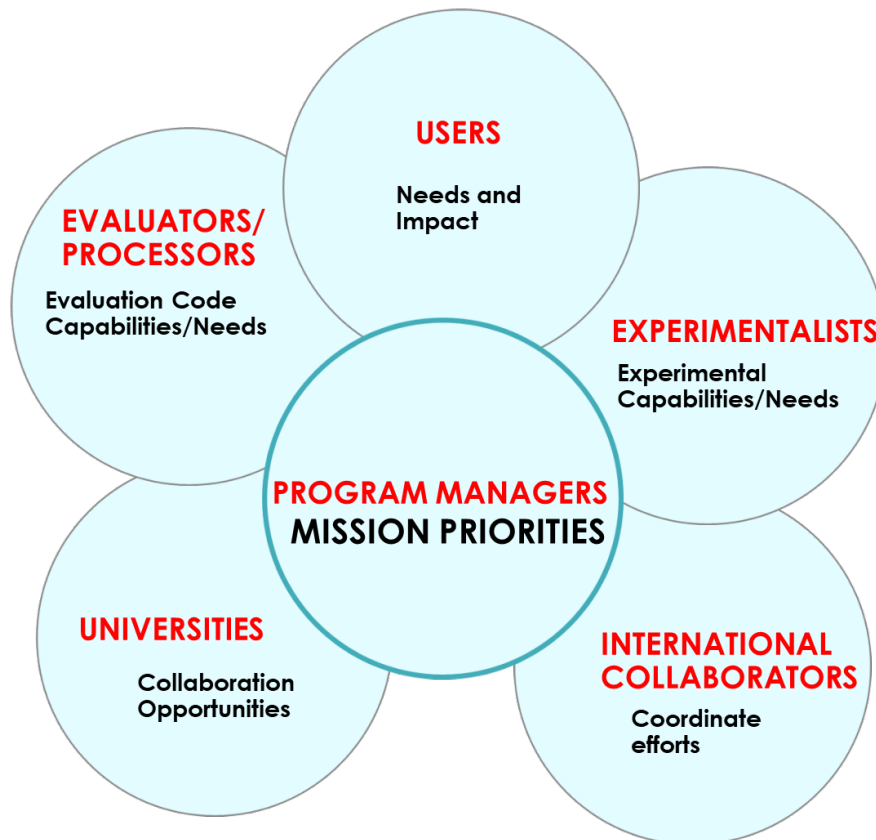 USERS
Needs and
Impact
EVALUATORS/
PROCESSORS
Evaluation Code
Capabilities/Needs
EXPERIMENTALISTS
Experimental
Capabilities/Needs
PROGRAM MANAGERS
MISSION PRIORITIES
UNIVERSITIES
Collaboration
Opportunities
INTERNATIONAL
COLLABORATORS
Coordinate
efforts